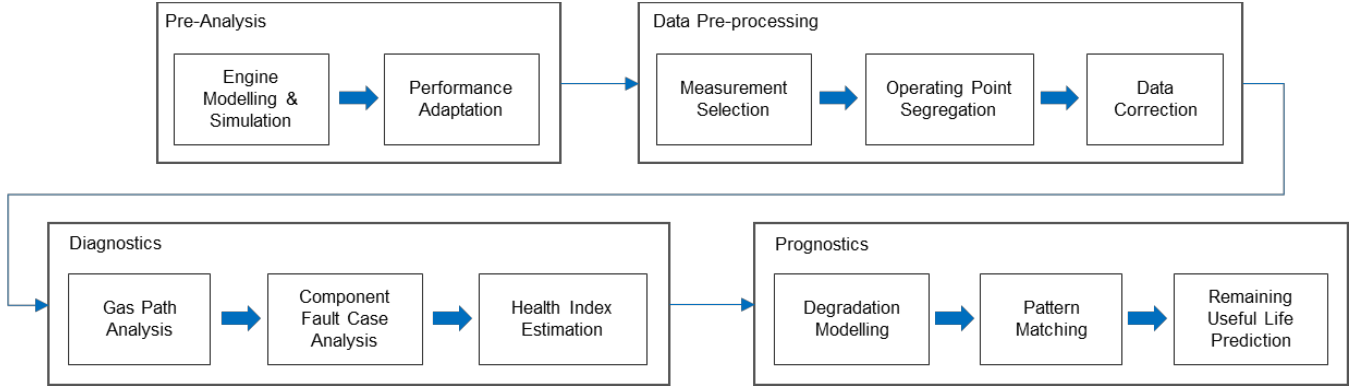 Pre-Analysis
Engine
Modelling &
Simulation
Performance
Adaptation
Data Pre-processing
Measurement
Selection
Operating Point
Segregation
Data
Correction
Diagnostics
Gas Path
Analysis
Component
Fault Case
Analysis
Health Index
Estimation
Prognostics
Degradation
Modelling
Pattern
Matching
Remaining
Useful Life
Prediction